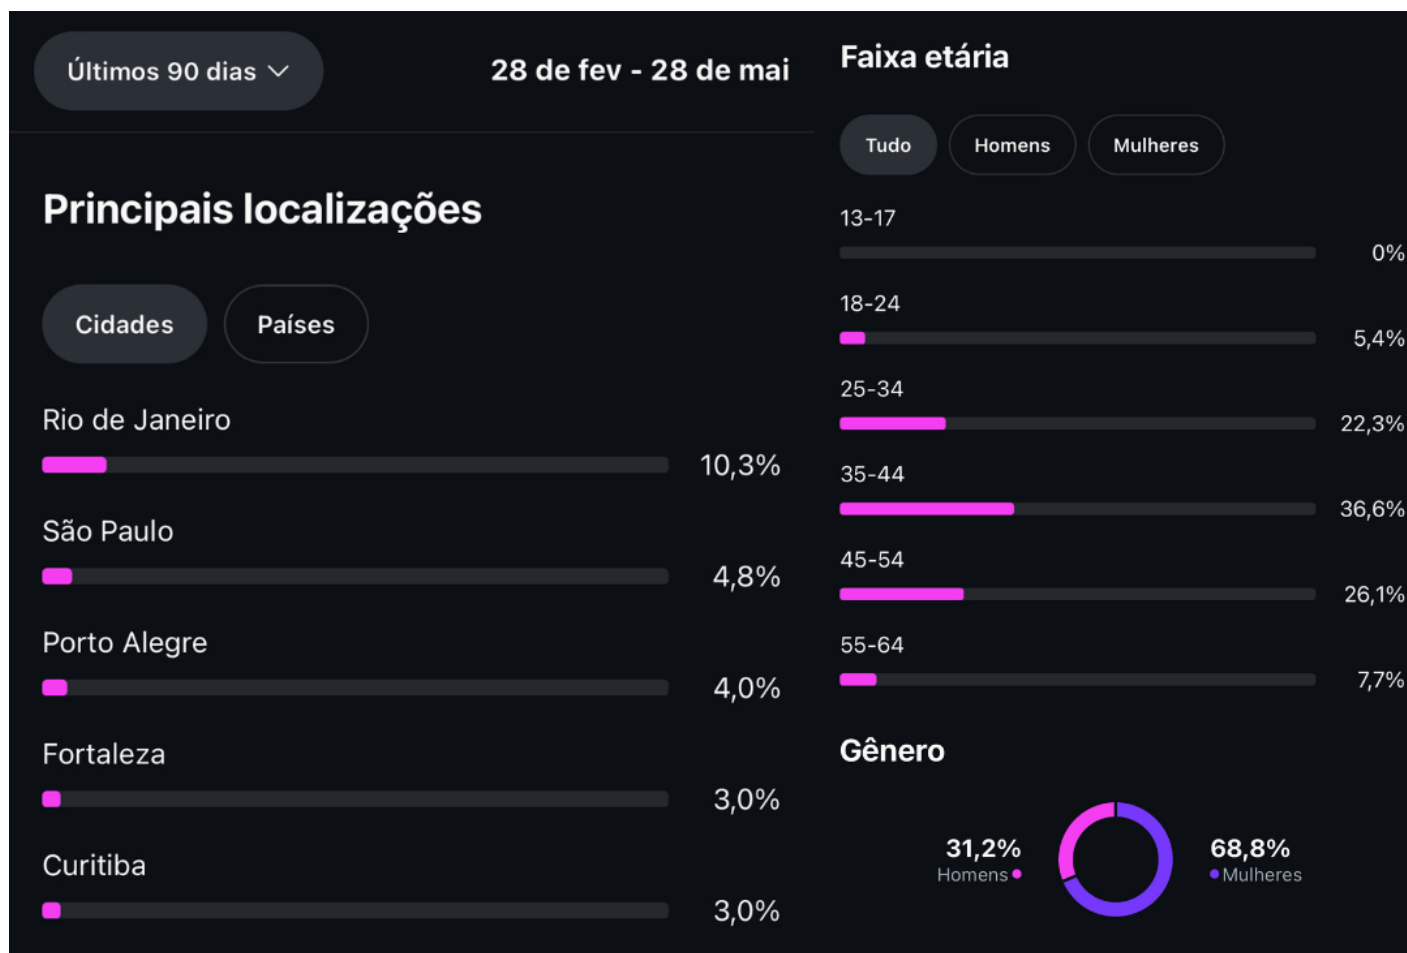 Últimos 90 dias
28 de fev - 28 de mai
Principais localizações
Cidades
Países
Rio de Janeiro
10,3%
São Paulo
4,8%
Porto Alegre
4,0%
Fortaleza
3,0%
Curitiba
3,0%
Faixa etária
Tudo
Homens
Mulheres
13-17
0%
18-24
5,4%
25-34
22,3%
35-44
36,6%
45-54
26,1%
55-64
7,7%
Gênero
31,2%
Homens
68,8%
Mulheres